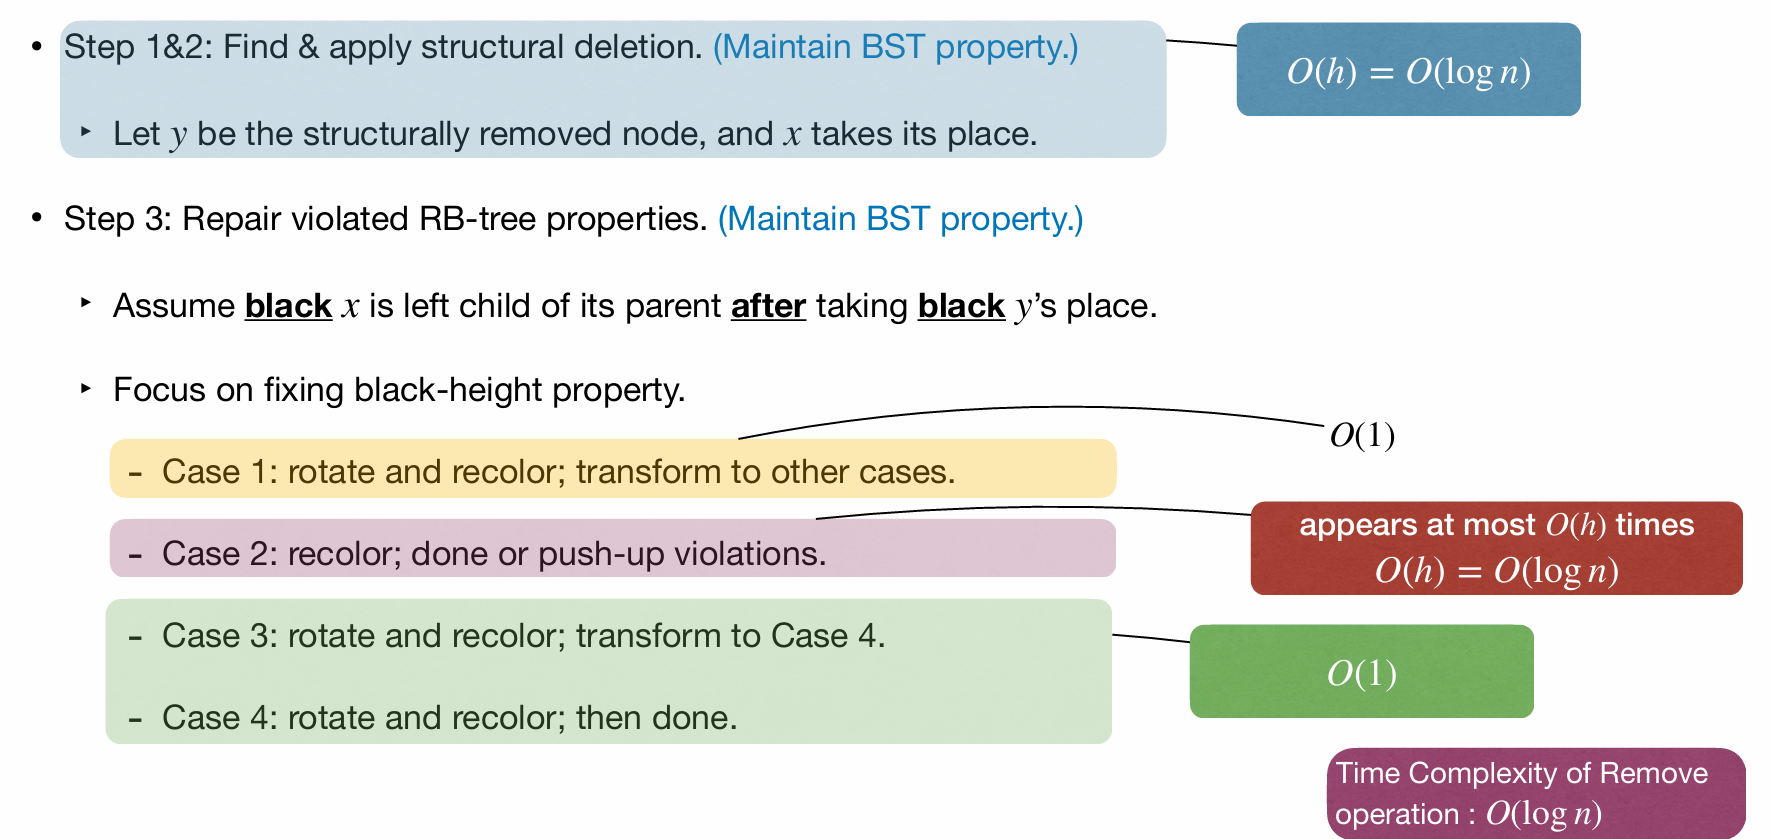 • Step 1&2: Find & apply structural deletion. (Maintain BST property.)
O(h) = O(log n)
‣ Let y be the structurally removed node, and x takes its place.
• Step 3: Repair violated RB-tree properties. (Maintain BST property.)
‣ Assume black x is left child of its parent after taking black y’s place.
‣ Focus on fixing black-height property.
O(1)
- Case 1: rotate and recolor; transform to other cases.
- Case 2: recolor; done or push-up violations.
appears at most O(h) times
O(h) = O(log n)
- Case 3: rotate and recolor; transform to Case 4.
O(1)
- Case 4: rotate and recolor; then done.
Time Complexity of Remove
operation : O(log n)